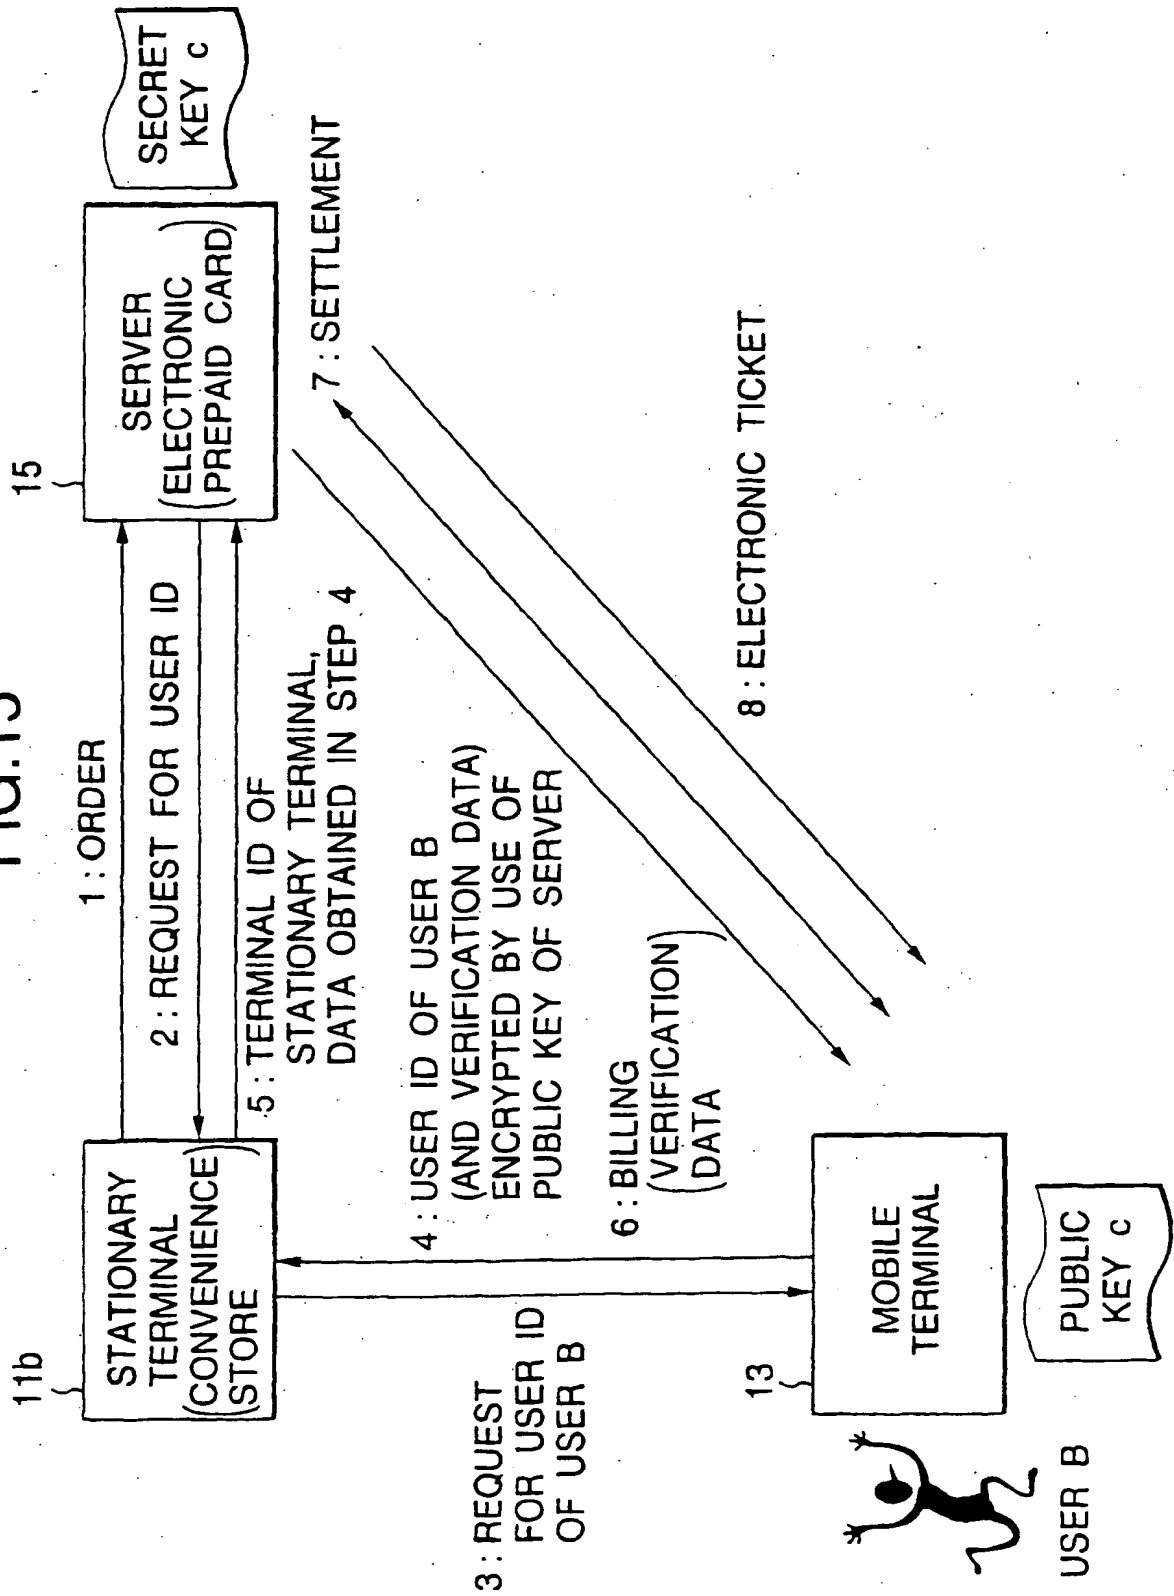 FIG.15
11b
STATIONARY
TERMINAL
(CONVENIENCE
STORE)
1 : ORDER
2 : REQUEST FOR USER ID
5 : TERMINAL ID OF
STATIONARY TERMINAL,
DATA OBTAINED IN STEP 4
15
SERVER
(ELECTRONIC
PREPAID CARD)
SECRET
KEY c
3 : REQUEST
FOR USER ID
OF USER B
4 : USER ID OF USER B
(AND VERIFICATION DATA)
ENCRYPTED BY USE OF
PUBLIC KEY OF SERVER
6 : BILLING
(VERIFICATION
DATA)
7 : SETTLEMENT
8 : ELECTRONIC TICKET
13
MOBILE
TERMINAL
USER B
PUBLIC
KEY c